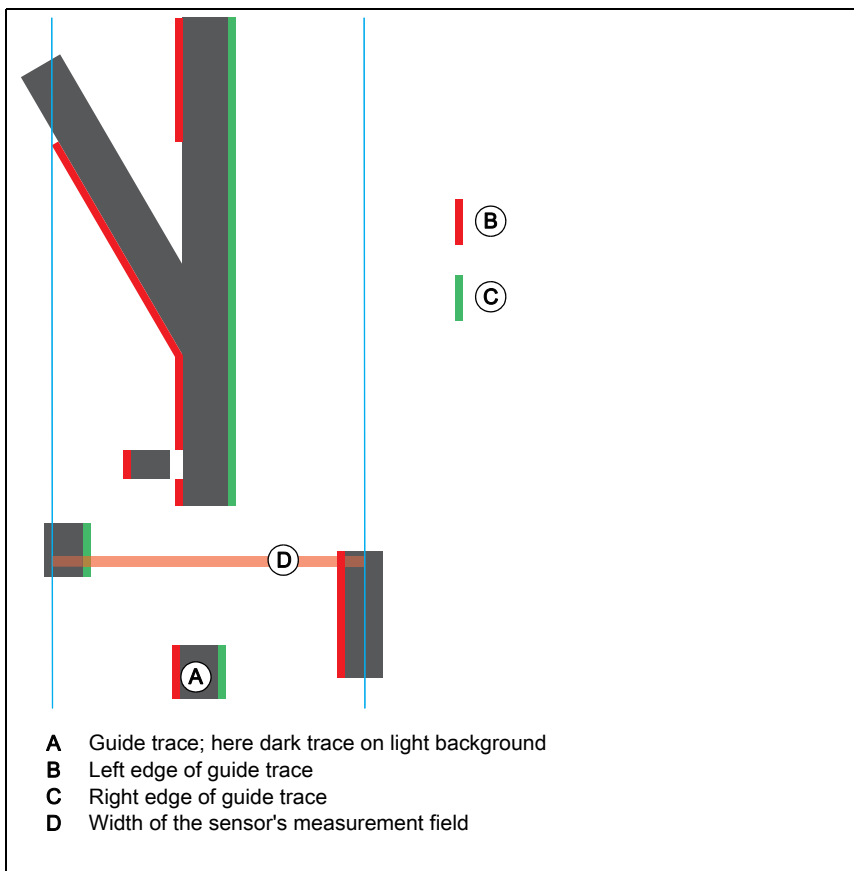 B
C
D
A
A Guide trace; here dark trace on light background
B Left edge of guide trace
C Right edge of guide trace
D Width of the sensor's measurement field